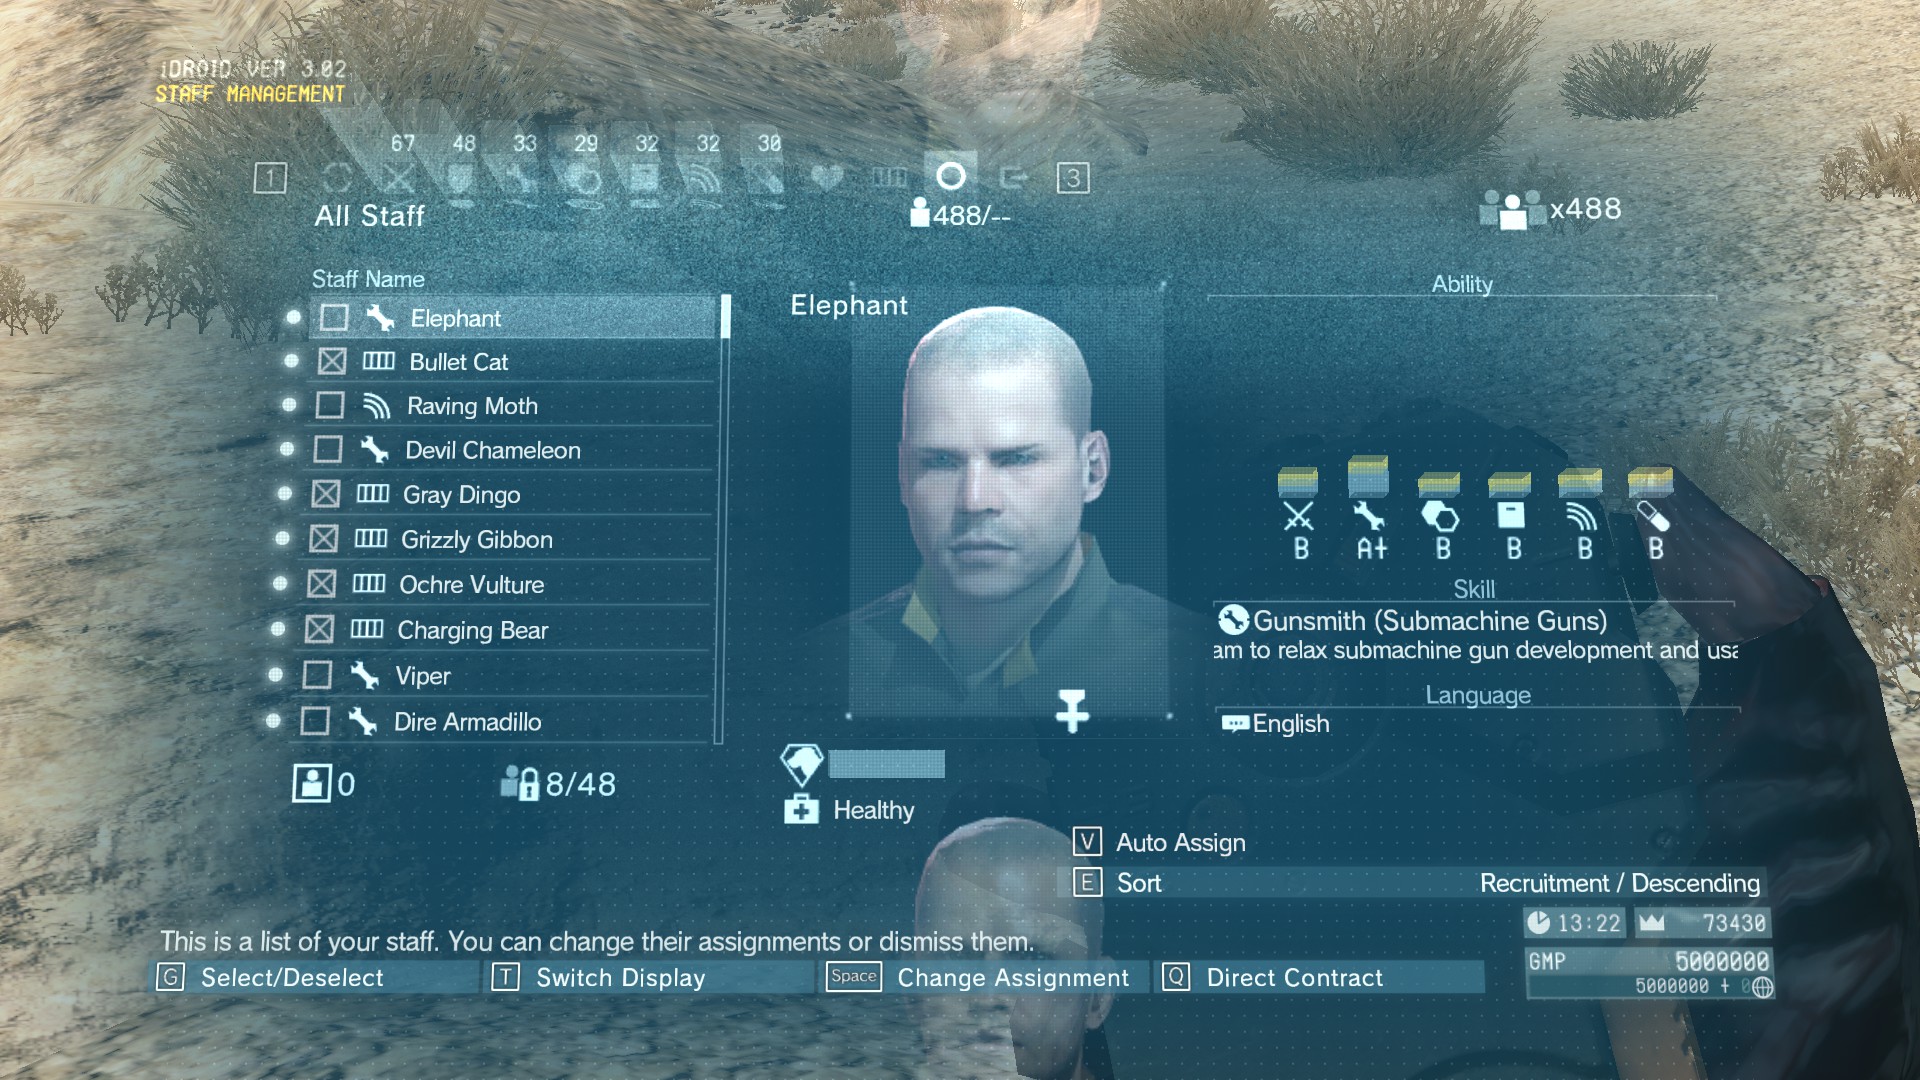 iDROID VER 3.02
STAFF MANAGEMENT
67 48 33 29 32 32 30
1 3
All Staff
488/--
x488
Staff Name
Elephant
Bullet Cat
Raving Moth
Devil Chameleon
Gray Dingo
Grizzly Gibbon
Ochre Vulture
Charging Bear
Viper
Dire Armadillo
0
8/48
Elephant
Healthy
Ability
B A+ B B B B
Skill
Gunsmith (Submachine Guns)
am to relax submachine gun development and usa
Language
English
V Auto Assign
E Sort Recruitment / Descending
13:22 73430
GMP 5000000
5000000 + 0
This is a list of your staff. You can change their assignments or dismiss them.
G Select/Deselect T Switch Display Space Change Assignment Q Direct Contract